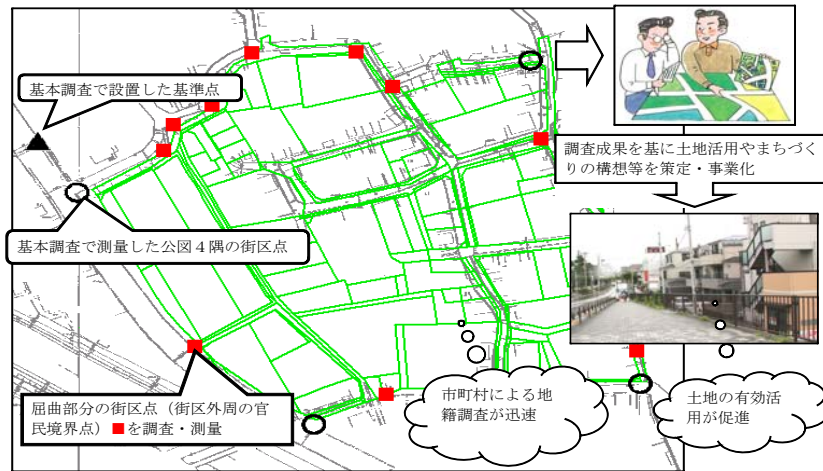 基本調査で設置した基準点
調査成果を基に土地活用やまちづく
りの構想等を策定・事業化
基本調査で測量した公図４隅の街区点
屈曲部分の街区点（街区外周の官
民境界点）■を調査・測量
市町村による地
籍調査が迅速
土地の有効活
用が促進